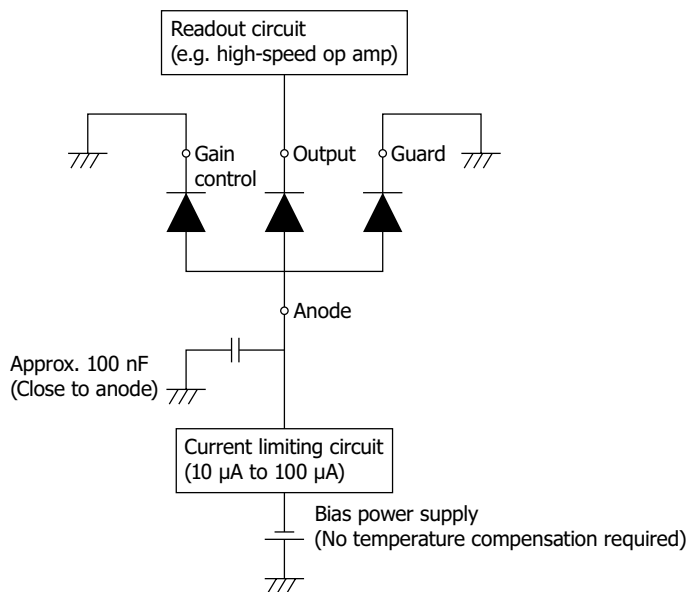 Readout circuit
(e.g. high-speed op amp)
Gain
control
Output
Guard
Anode
Approx. 100 nF
(Close to anode)
Current limiting circuit
(10 μA to 100 μA)
Bias power supply
(No temperature compensation required)